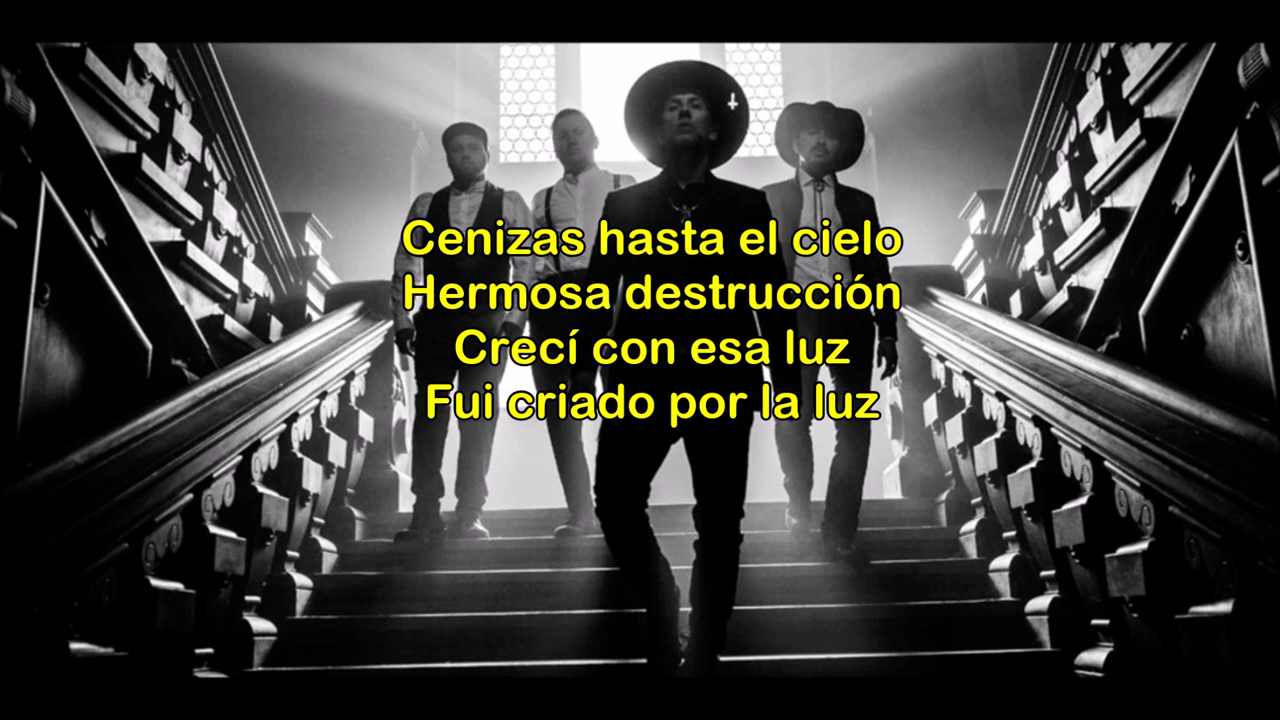 Cenizas hasta el cielo
Hermosa destrucción
Crecí con esa luz
Fui criado por la luz